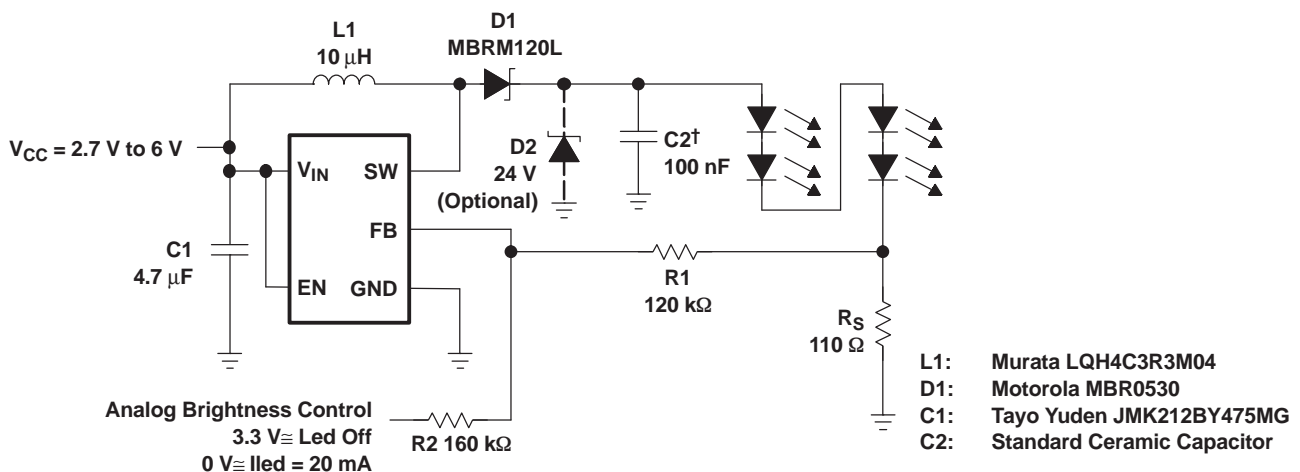 D1
MBRM120L
L1
10 μH
VCC = 2.7 V to 6 V
VIN
SW
FB
EN
GND
C1
4.7 μF
D2
24 V
(Optional)
C2†
100 nF
R1
120 kΩ
RS
110 Ω
Analog Brightness Control
3.3 V≅ Led Off
0 V≅ Iled = 20 mA
R2 160 kΩ
L1: Murata LQH4C3R3M04
D1: Motorola MBR0530
C1: Tayo Yuden JMK212BY475MG
C2: Standard Ceramic Capacitor